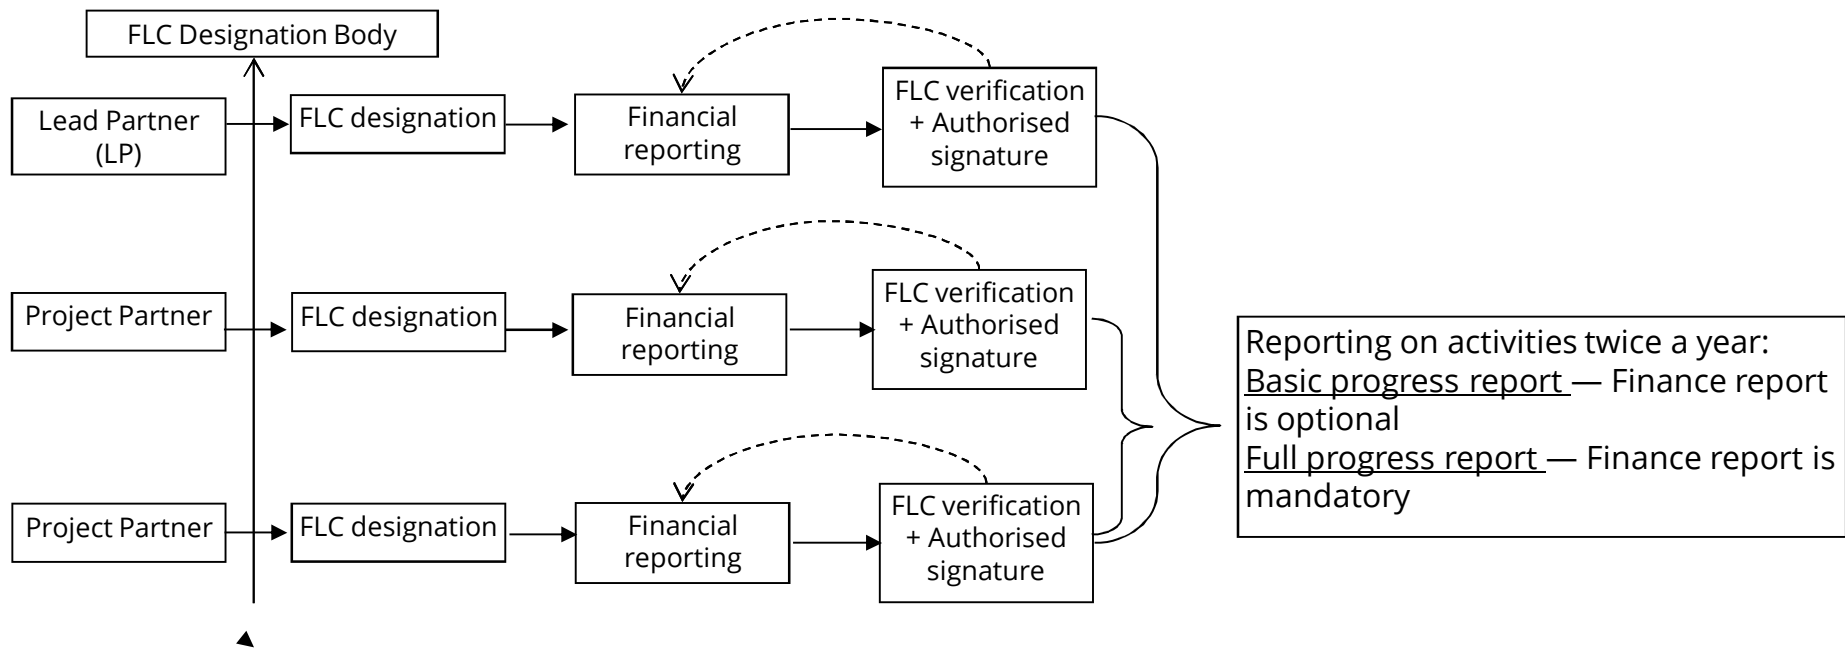 FLC Designation Body
Lead Partner
(LP)
FLC designation
Financial
reporting
FLC verification
+ Authorised
signature
Project Partner
FLC designation
Financial
reporting
FLC verification
+ Authorised
signature
Project Partner
FLC designation
Financial
reporting
FLC verification
+ Authorised
signature
Reporting on activities twice a year:
Basic progress report — Finance report
is optional
Full progress report — Finance report is
mandatory